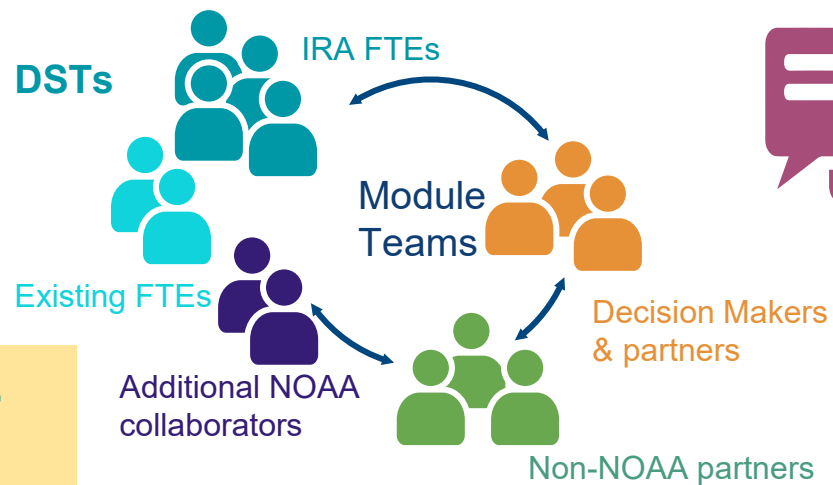 IRA FTEs
DSTs
Module
Teams
Existing FTEs
Decision Makers
& partners
Additional NOAA
collaborators
Non-NOAA partners